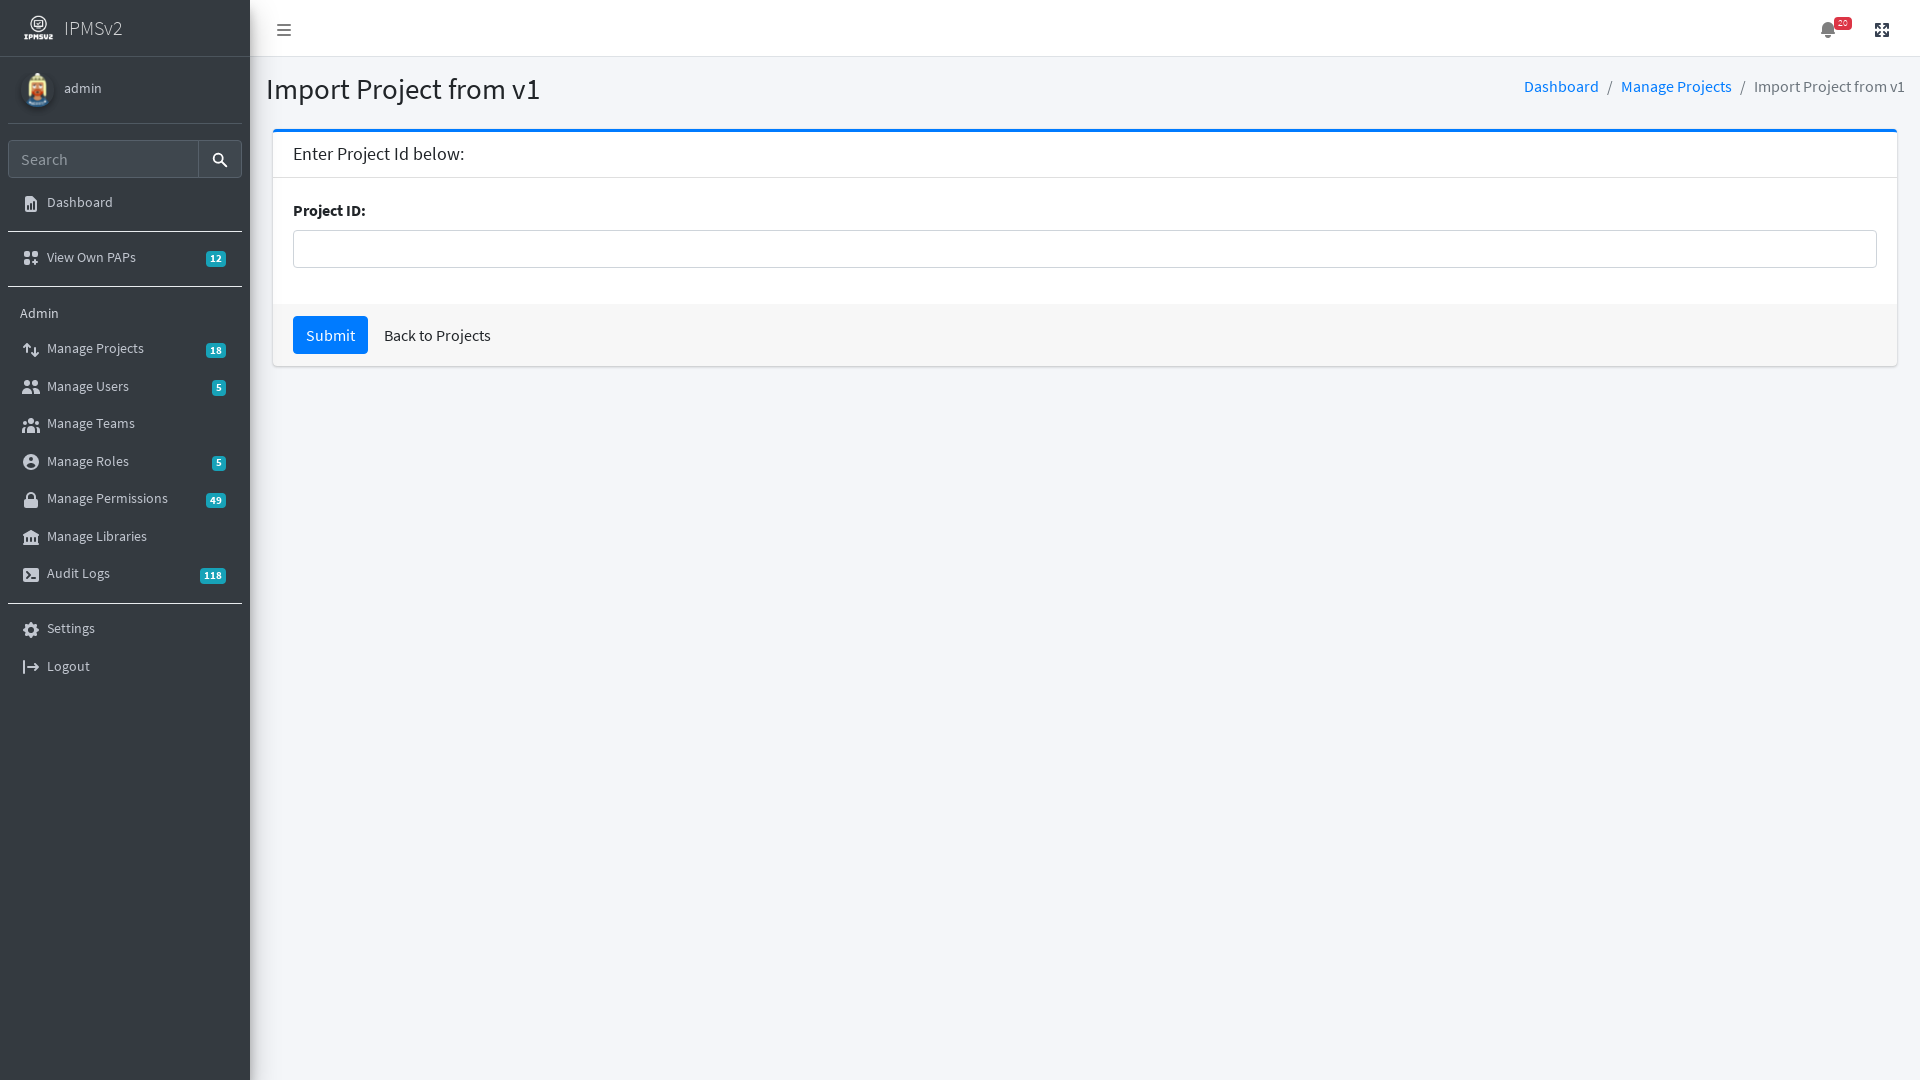 IPMSV2
IPMSv2
20
admin
Import Project from v1
Dashboard / Manage Projects / Import Project from v1
Search
Enter Project Id below:
Dashboard
Project ID:
View Own PAPs 12
Admin
Submit Back to Projects
Manage Projects 18
Manage Users 5
Manage Teams
Manage Roles 5
Manage Permissions 49
Manage Libraries
Audit Logs 118
Settings
Logout